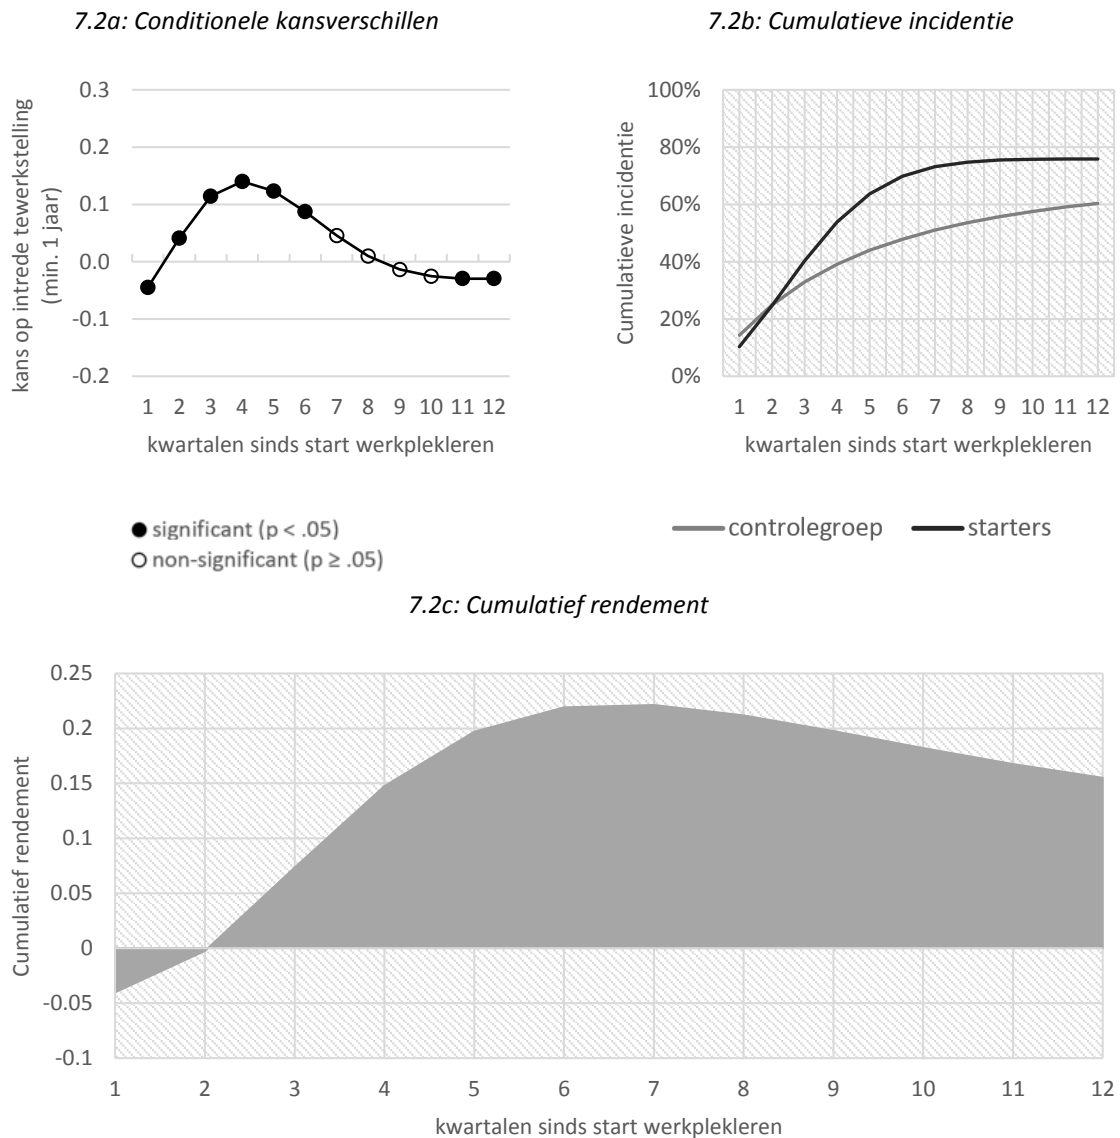 7.2a: Conditionele kansverschillen
kans op intrede tewerkstelling
(min. 1 jaar)
0.3
0.2
0.1
0.0
-0.1
-0.2
1 2 3 4 5 6 7 8 9 10 11 12
kwartalen sinds start werkplekleren
● significant (p < .05)
○ non-significant (p ≥ .05)
7.2b: Cumulatieve incidentie
Cumulatieve incidentie
100%
80%
60%
40%
20%
0%
1 2 3 4 5 6 7 8 9 10 11 12
kwartalen sinds start werkplekleren
controlegroep starters
7.2c: Cumulatief rendement
Cumulatief rendement
0.25
0.2
0.15
0.1
0.05
0
-0.05
-0.1
1 2 3 4 5 6 7 8 9 10 11 12
kwartalen sinds start werkplekleren